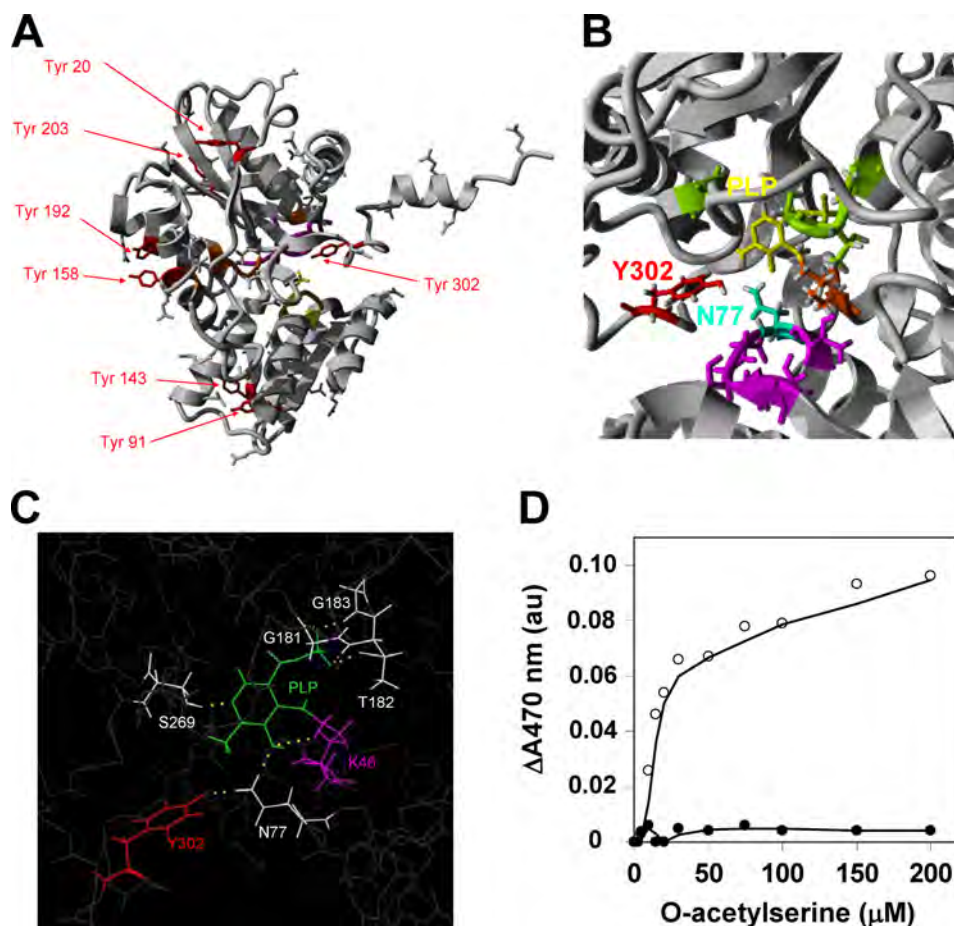 A
Tyr 20
Tyr 203
Tyr 192
Tyr 158
Tyr 302
Tyr 143
Tyr 91
B
PLP
Y302
N77
C
G183
G181
PLP
T182
S269
K46
N77
Y302
D
ΔA470 nm (au)
0.10
0.08
0.06
0.04
0.02
0
0 50 100 150 200
O-acetylserine (μM)